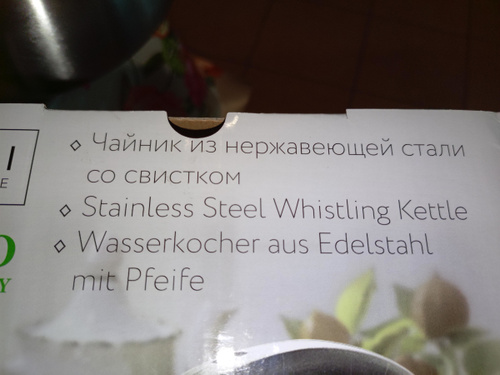 I
E
◇ Чайник из нержавеющей стали
со свистком
◇ Stainless Steel Whistling Kettle
◇ Wasserkocher aus Edelstahl
mit Pfeife
O
Y